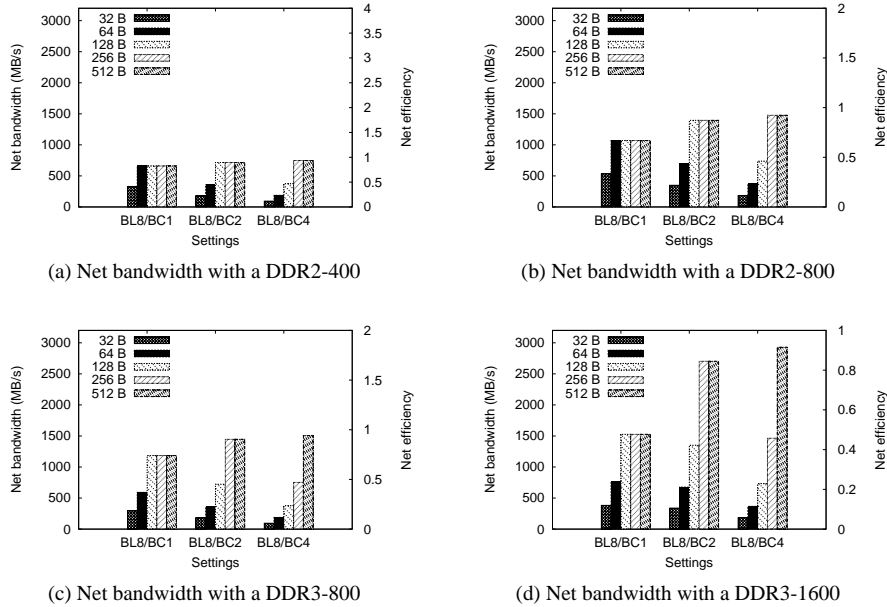 Net bandwidth (MB/s)
3000
2500
2000
1500
1000
500
0
32 B
64 B
128 B
256 B
512 B
4
3.5
3
2.5
2
1.5
1
0.5
0
Net efficiency
BL8/BC1 BL8/BC2 BL8/BC4
Settings
(a) Net bandwidth with a DDR2-400
Net bandwidth (MB/s)
3000
2500
2000
1500
1000
500
0
32 B
64 B
128 B
256 B
512 B
2
1.5
1
0.5
0
Net efficiency
BL8/BC1 BL8/BC2 BL8/BC4
Settings
(b) Net bandwidth with a DDR2-800
Net bandwidth (MB/s)
3000
2500
2000
1500
1000
500
0
32 B
64 B
128 B
256 B
512 B
2
1.5
1
0.5
0
Net efficiency
BL8/BC1 BL8/BC2 BL8/BC4
Settings
(c) Net bandwidth with a DDR3-800
Net bandwidth (MB/s)
3000
2500
2000
1500
1000
500
0
32 B
64 B
128 B
256 B
512 B
1
0.8
0.6
0.4
0.2
0
Net efficiency
BL8/BC1 BL8/BC2 BL8/BC4
Settings
(d) Net bandwidth with a DDR3-1600